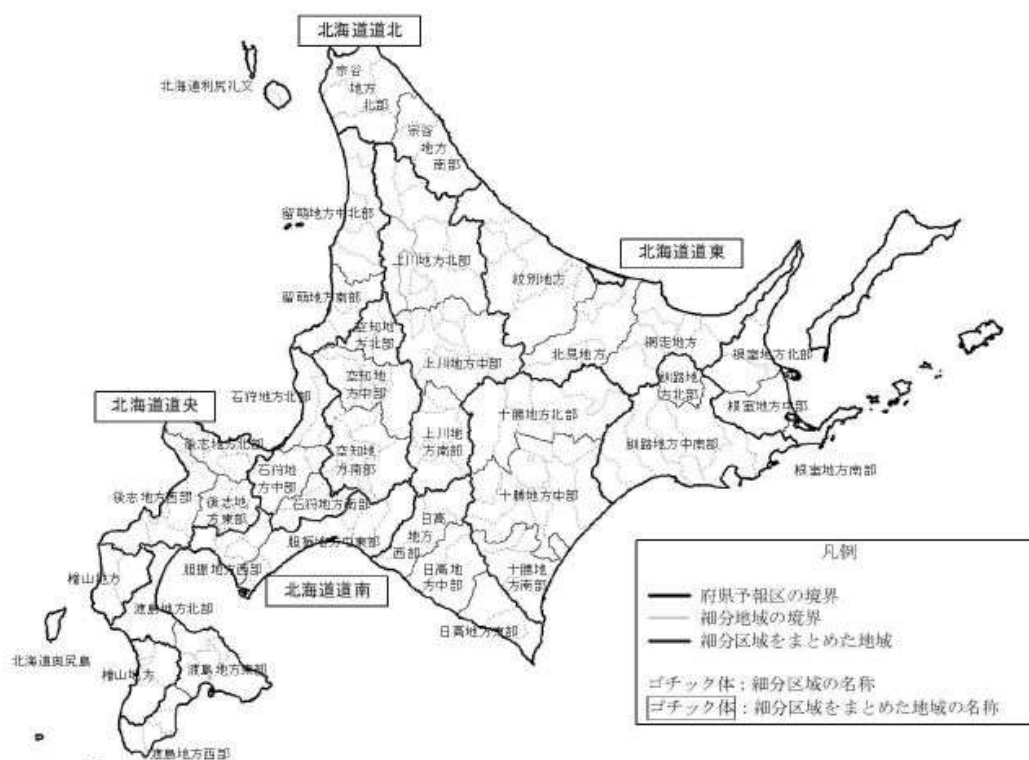 北海道道北
宗谷
地方
北部
北海道利尻礼文
宗谷
地方
南部
留萌地方中北部
北海道道東
上川地方北部
紋別地方
留萌地方南部
空知地
方北部
上川地方中部
北見地方
網走地方
根室地方北部
釧路地
方北部
空知地
方中部
石狩地方北部
北海道道央
根室地方中部
十勝地方北部
上川地
方南部
後志地方北部
釧路地方中南部
空知地
方南部
石狩地
方中部
根室地方南部
後志地方西部
後志地
方東部
石狩地方南部
十勝地方中部
日高
地方
西部
胆振地方中東部
胆振地方西部
日高地
方中部
十勝地
方南部
檜山地方
北海道道南
渡島地方北部
日高地方東部
北海道奥尻島
檜山地方
渡島地方東部
渡島地方西部
凡例
府県予報区の境界
細分地域の境界
細分区域をまとめた地域
ゴチック体：細分区域の名称
ゴチック体：細分区域をまとめた地域の名称